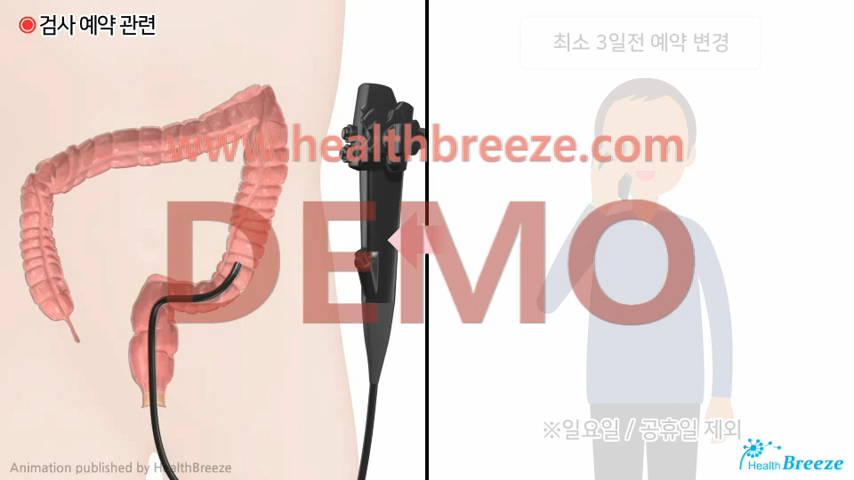 검사 예약 관련
최소 3일전 예약 변경
www.healthbreeze.com
DEMO
※일요일 / 공휴일 제외
Animation published by HealthBreeze
Health Breeze